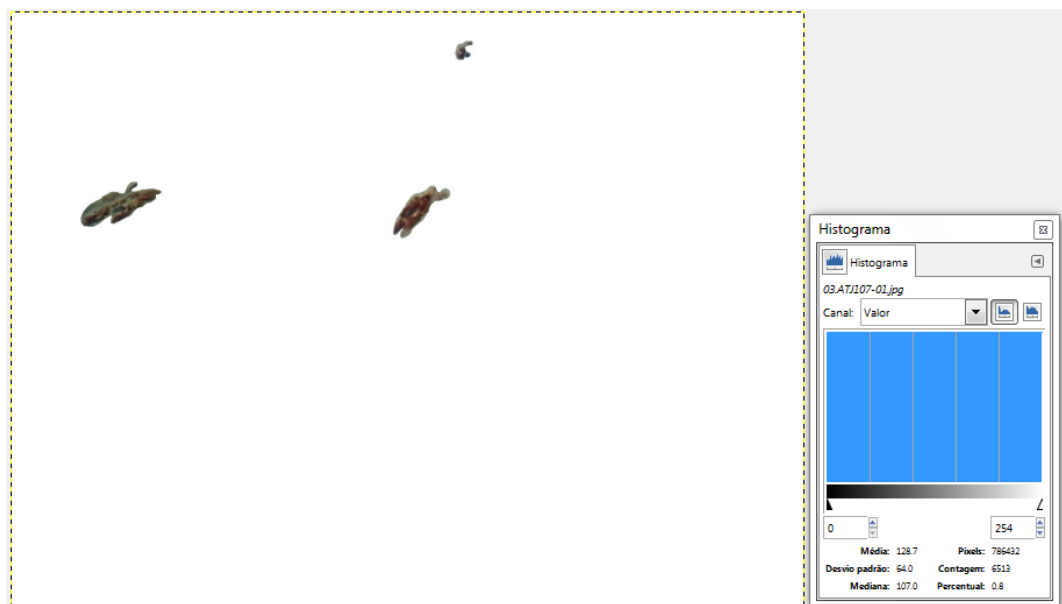 Histograma
Histograma
03.ATJ107-01.jpg
Canal: Valor
0 254
Média: 128.7 Pixels: 786432
Desvio padrão: 64.0 Contagem: 6513
Mediana: 107.0 Percentual: 0.8